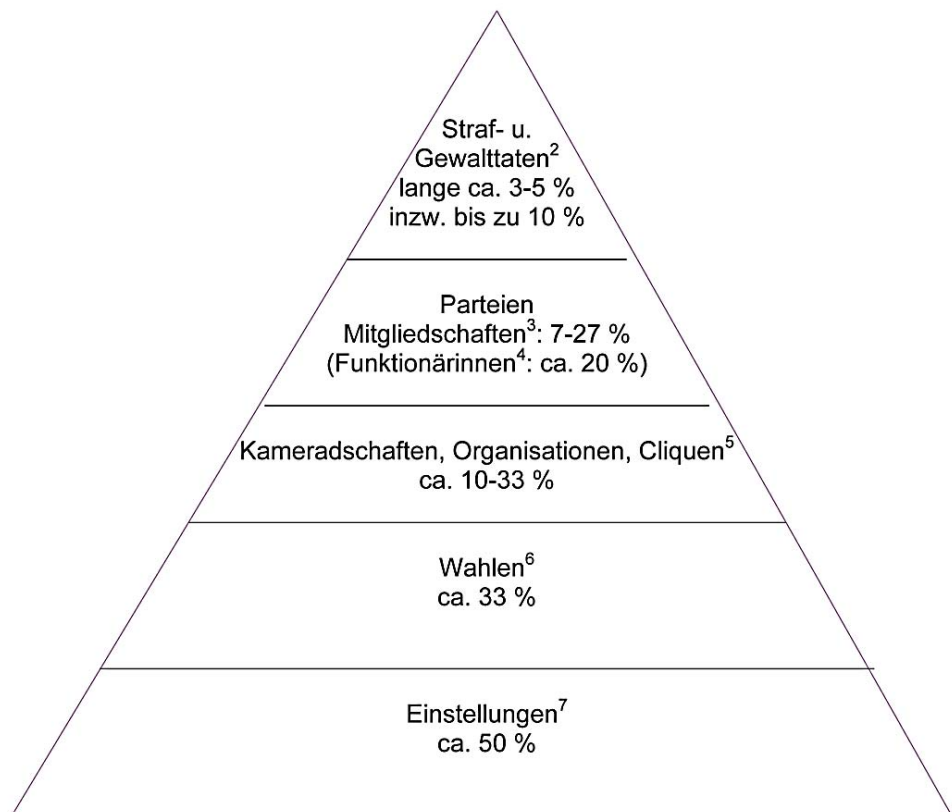 Straf- u.
Gewalttaten²
lange ca. 3-5 %
inzw. bis zu 10 %
Parteien
Mitgliedschaften³: 7-27 %
(Funktionärinnen⁴: ca. 20 %)
Kameradschaften, Organisationen, Cliquen⁵
ca. 10-33 %
Wahlen⁶
ca. 33 %
Einstellungen⁷
ca. 50 %